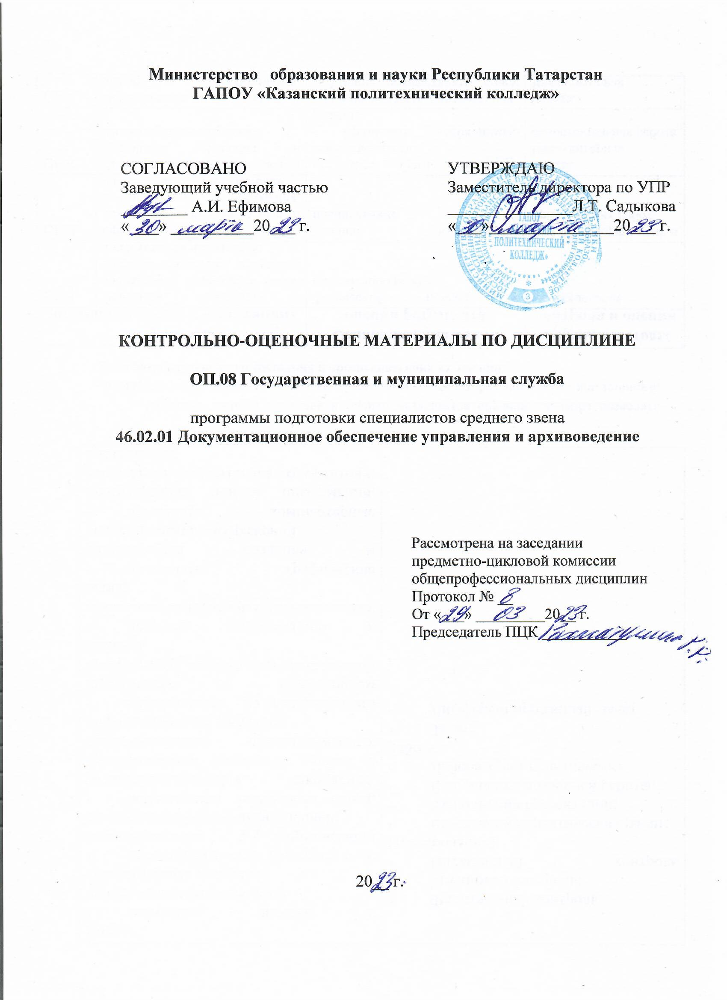 Министерство образования и науки Республики Татарстан
ГАПОУ «Казанский политехнический колледж»
СОГЛАСОВАНО
Заведующий учебной частью
________ А.И. Ефимова
«30» марта 2023 г.
УТВЕРЖДАЮ
Заместитель директора по УПР
_______________Л.Т. Садыкова
«30» марта 2023 г.
ГАПОУ
«КАЗАНСКИЙ
ПОЛИТЕХНИЧЕСКИЙ
КОЛЛЕДЖ»
3
КОНТРОЛЬНО-ОЦЕНОЧНЫЕ МАТЕРИАЛЫ ПО ДИСЦИПЛИНЕ
ОП.08 Государственная и муниципальная служба
программы подготовки специалистов среднего звена
46.02.01 Документационное обеспечение управления и архивоведение
Рассмотрена на заседании
предметно-цикловой комиссии
общепрофессиональных дисциплин
Протокол № 8
От «29» 03 2023 г.
Председатель ПЦК Рахматуллина Р.Р.
2023 г.